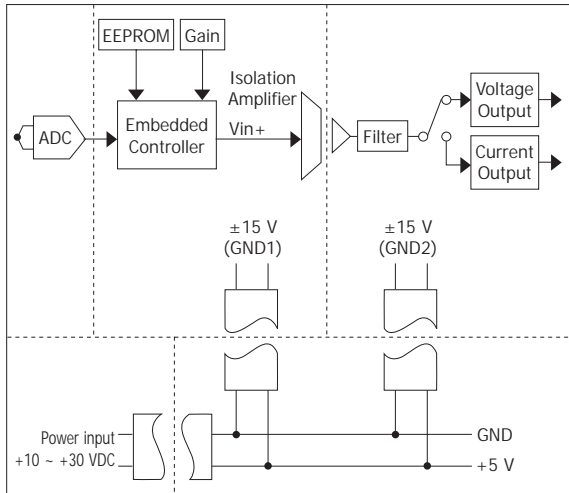 EEPROM
Gain
Isolation
Amplifier
ADC
Embedded
Controller
Vin+
Filter
Voltage
Output
Current
Output
±15 V
(GND1)
±15 V
(GND2)
Power input
+10 ~ +30 VDC
GND
+5 V